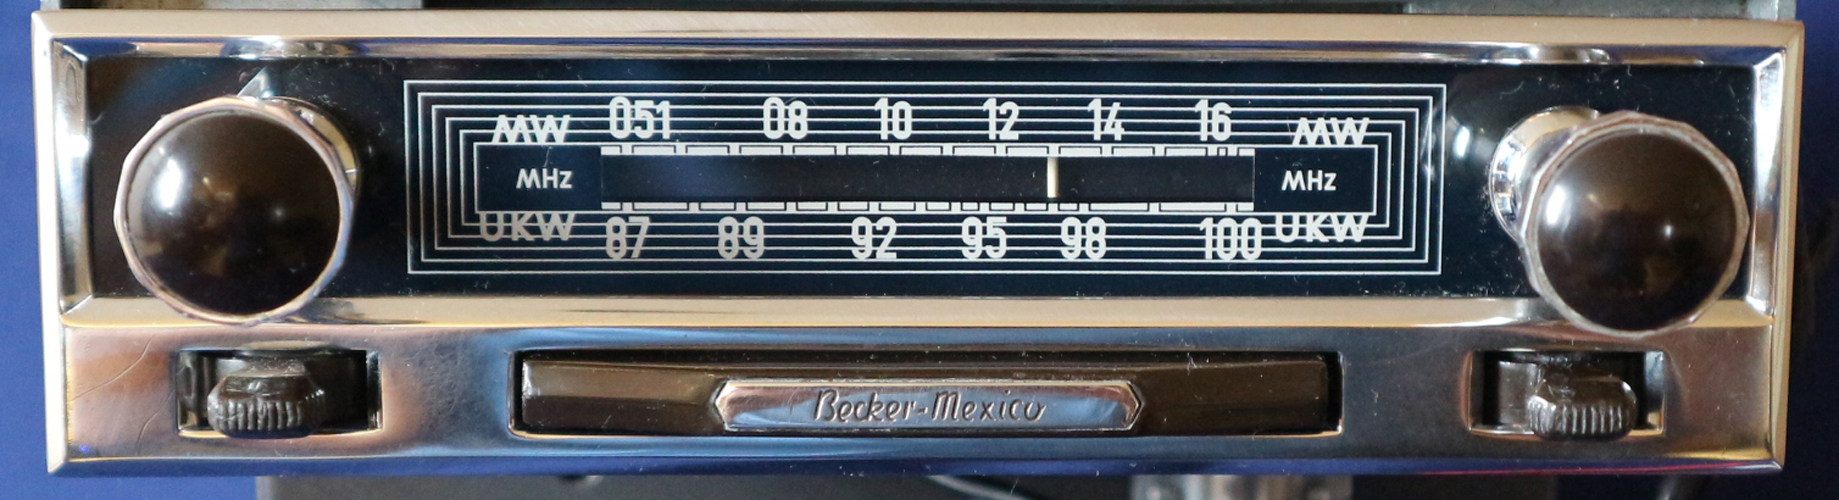 MW 051 08 10 12 14 16 MW
MHz MHz
UKW 87 89 92 95 98 100 UKW
Becker-Mexico